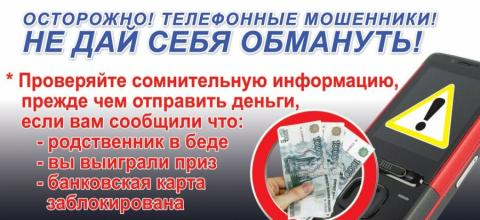 ОСТОРОЖНО! ТЕЛЕФОННЫЕ МОШЕННИКИ!
НЕ ДАЙ СЕБЯ ОБМАНУТЬ!
* Проверяйте сомнительную информацию,
прежде чем отправить деньги,
если вам сообщили что:
- родственник в беде
- вы выиграли приз
- банковская карта
заблокирована